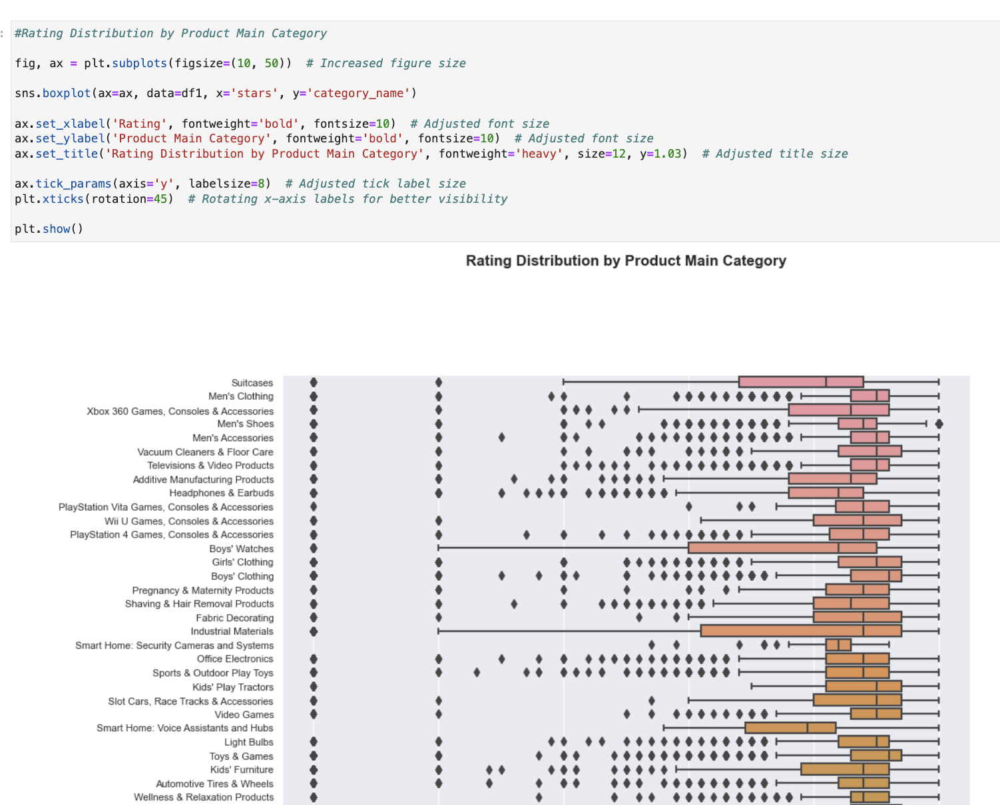 #Rating Distribution by Product Main Category
fig, ax = plt.subplots(figsize=(10, 50))  # Increased figure size
sns.boxplot(ax=ax, data=df1, x='stars', y='category_name')
ax.set_xlabel('Rating', fontweight='bold', fontsize=10)  # Adjusted font size
ax.set_ylabel('Product Main Category', fontweight='bold', fontsize=10)  # Adjusted font size
ax.set_title('Rating Distribution by Product Main Category', fontweight='heavy', size=12, y=1.03)  # Adjusted title size
ax.tick_params(axis='y', labelsize=8)  # Adjusted tick label size
plt.xticks(rotation=45)  # Rotating x-axis labels for better visibility
plt.show()
Rating Distribution by Product Main Category
Suitcases
Men's Clothing
Xbox 360 Games, Consoles & Accessories
Men's Shoes
Men's Accessories
Vacuum Cleaners & Floor Care
Televisions & Video Products
Additive Manufacturing Products
Headphones & Earbuds
PlayStation Vita Games, Consoles & Accessories
Wii U Games, Consoles & Accessories
PlayStation 4 Games, Consoles & Accessories
Boys' Watches
Girls' Clothing
Boys' Clothing
Pregnancy & Maternity Products
Shaving & Hair Removal Products
Fabric Decorating
Industrial Materials
Smart Home: Security Cameras and Systems
Office Electronics
Sports & Outdoor Play Toys
Kids' Play Tractors
Slot Cars, Race Tracks & Accessories
Video Games
Smart Home: Voice Assistants and Hubs
Light Bulbs
Toys & Games
Kids' Furniture
Automotive Tires & Wheels
Wellness & Relaxation Products